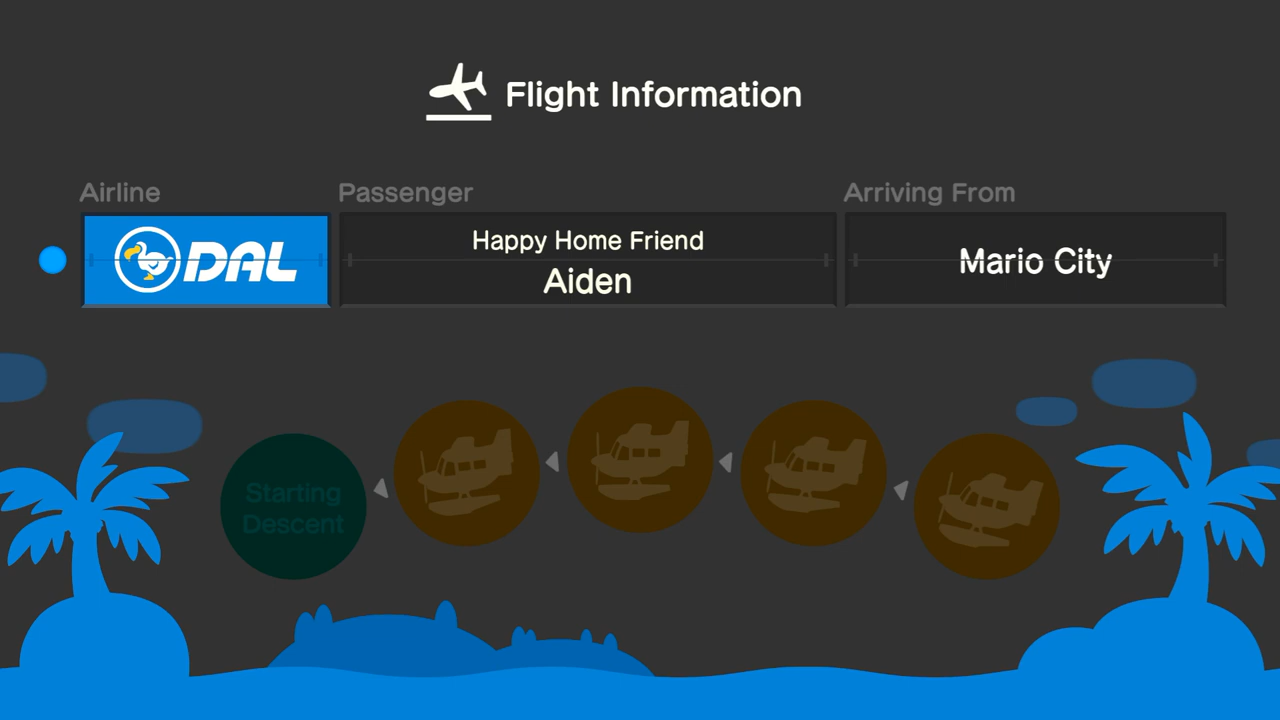 Flight Information
Airline
Passenger
Arriving From
DAL
Happy Home Friend
Aiden
Mario City
Starting
Descent